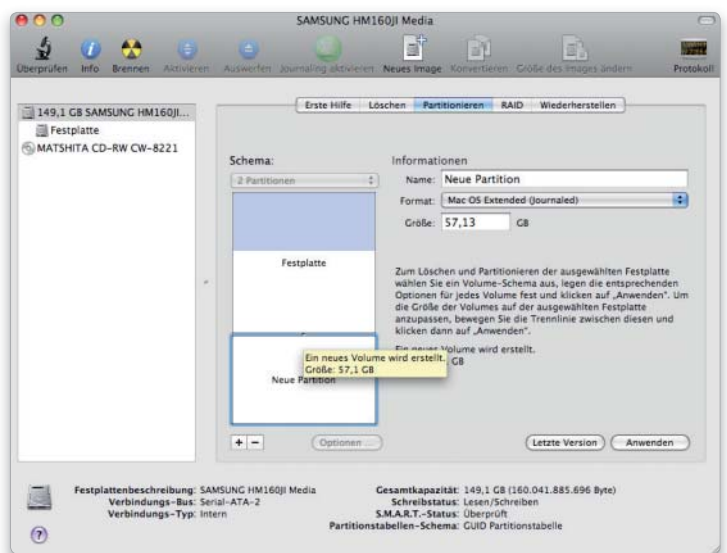 SAMSUNG HM160JI Media
Überprüfen Info Brennen Aktivieren Auswerfen Journaling aktivieren Neues Image Konvertieren Größe des Images ändern Protokoll
149,1 GB SAMSUNG HM160JI...
Festplatte
MATSHITA CD-RW CW-8221
Erste Hilfe Löschen Partitionieren RAID Wiederherstellen
Schema:
2 Partitionen
Festplatte
Neue Partition
Informationen
Name: Neue Partition
Format: Mac OS Extended (Journaled)
Größe: 57,13 GB
Zum Löschen und Partitionieren der ausgewählten Festplatte
wählen Sie ein Volume-Schema aus, legen die entsprechenden
Optionen für jedes Volume fest und klicken auf „Anwenden“. Um
die Größe der Volumes auf der ausgewählten Festplatte
anzupassen, bewegen Sie die Trennlinie zwischen diesen und
klicken dann auf „Anwenden“.
Ein neues Volume wird erstellt.
GB
Ein neues Volume wird erstellt.
Größe: 57,1 GB
+ − Optionen ... Letzte Version Anwenden
Festplattenbeschreibung: SAMSUNG HM160JI Media
Verbindungs-Bus: Serial-ATA-2
Verbindungs-Typ: Intern
Gesamtkapazität: 149,1 GB (160.041.885.696 Byte)
Schreibstatus: Lesen/Schreiben
S.M.A.R.T.-Status: Überprüft
Partitionstabellen-Schema: GUID Partitionstabelle
?